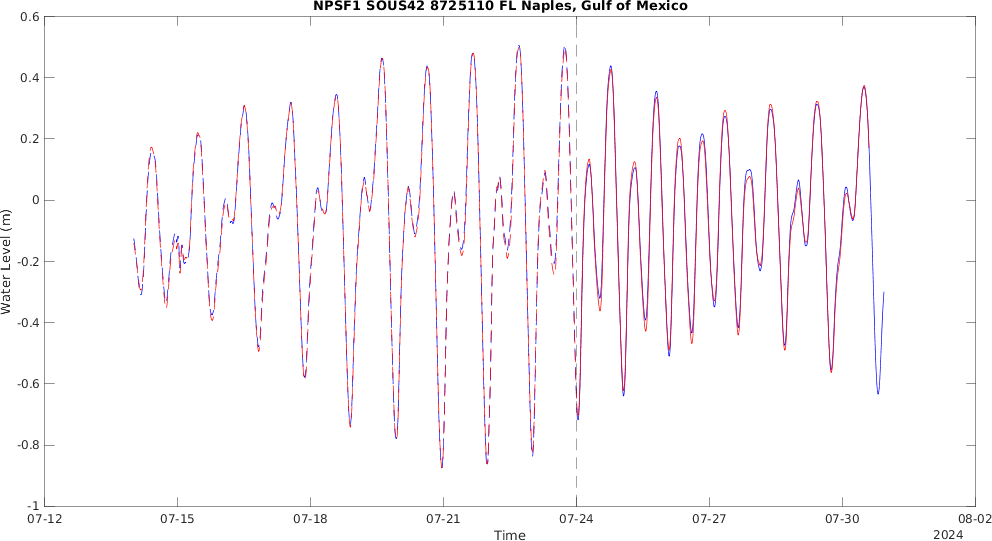 NPSF1 SOUS42 8725110 FL Naples, Gulf of Mexico
0.6
0.4
0.2
0
-0.2
-0.4
-0.6
-0.8
-1
Water Level (m)
07-12 07-15 07-18 07-21 07-24 07-27 07-30 08-02
Time
2024